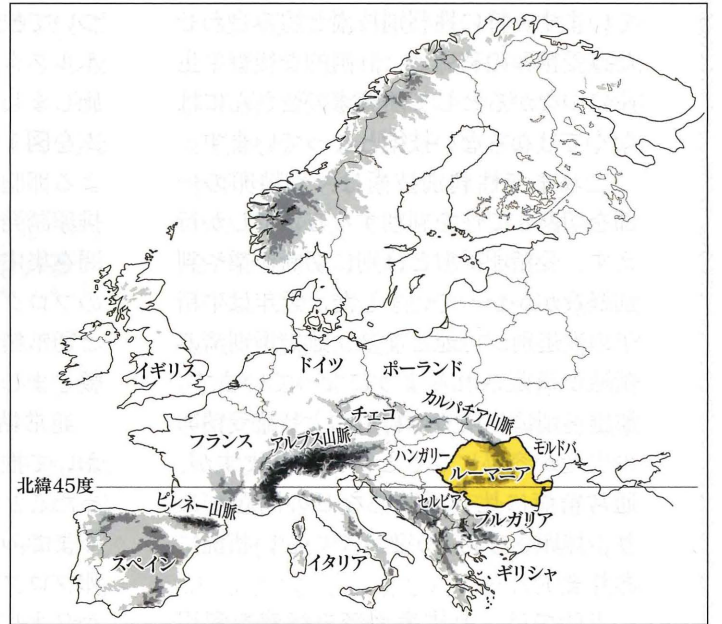 イギリス
ドイツ
ポーランド
チェコ
カルパチア山脈
フランス
アルプス山脈
ハンガリー
モルドバ
ルーマニア
北緯45度
ピレネー山脈
セルビア
ブルガリア
スペイン
イタリア
ギリシャ